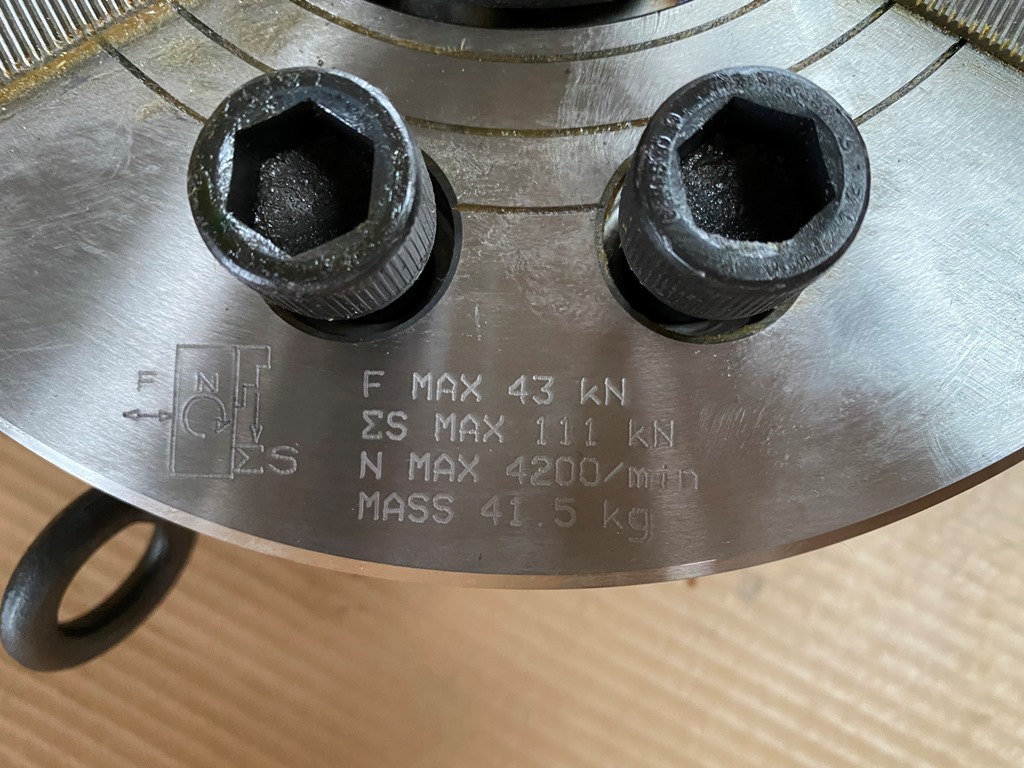 F N
ΣS
F MAX 43 kN
ΣS MAX 111 kN
N MAX 4200/min
MASS 41.5 kg